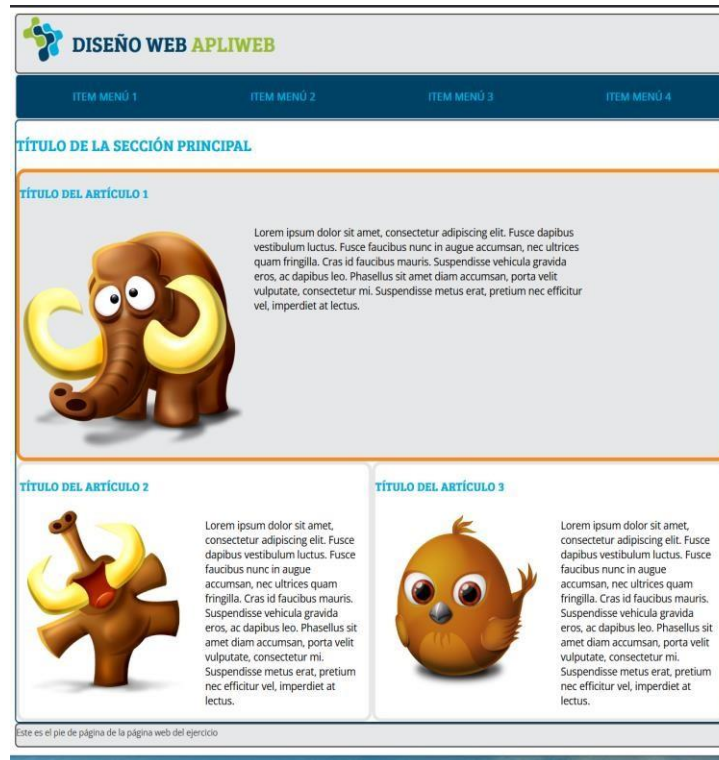 DISEÑO WEB APLIWEB
ITEM MENÚ 1 ITEM MENÚ 2 ITEM MENÚ 3 ITEM MENÚ 4
TÍTULO DE LA SECCIÓN PRINCIPAL
TÍTULO DEL ARTÍCULO 1
Lorem ipsum dolor sit amet, consectetur adipiscing elit. Fusce dapibus
vestibulum luctus. Fusce faucibus nunc in augue accumsan, nec ultrices
quam fringilla. Cras id faucibus mauris. Suspendisse vehicula gravida
eros, ac dapibus leo. Phasellus sit amet diam accumsan, porta velit
vulputate, consectetur mi. Suspendisse metus erat, pretium nec efficitur
vel, imperdiet at lectus.
TÍTULO DEL ARTÍCULO 2
Lorem ipsum dolor sit amet,
consectetur adipiscing elit. Fusce
dapibus vestibulum luctus. Fusce
faucibus nunc in augue
accumsan, nec ultrices quam
fringilla. Cras id faucibus mauris.
Suspendisse vehicula gravida
eros, ac dapibus leo. Phasellus sit
amet diam accumsan, porta velit
vulputate, consectetur mi.
Suspendisse metus erat, pretium
nec efficitur vel, imperdiet at
lectus.
TÍTULO DEL ARTÍCULO 3
Lorem ipsum dolor sit amet,
consectetur adipiscing elit. Fusce
dapibus vestibulum luctus. Fusce
faucibus nunc in augue
accumsan, nec ultrices quam
fringilla. Cras id faucibus mauris.
Suspendisse vehicula gravida
eros, ac dapibus leo. Phasellus sit
amet diam accumsan, porta velit
vulputate, consectetur mi.
Suspendisse metus erat, pretium
nec efficitur vel, imperdiet at
lectus.
Este es el pie de página de la página web del ejercicio